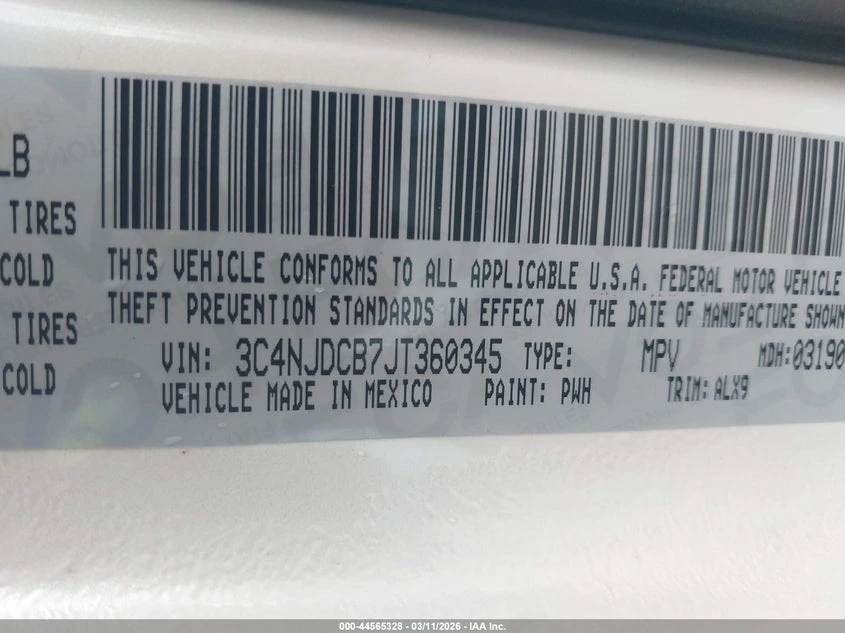 LB
TIRES
COLD
TIRES
COLD
THIS VEHICLE CONFORMS TO ALL APPLICABLE U.S.A. FEDERAL MOTOR VEHICLE
THEFT PREVENTION STANDARDS IN EFFECT ON THE DATE OF MANUFACTURE SHOWN
VIN: 3C4NJDCB7JT360345 TYPE: MPV MDH:03190
VEHICLE MADE IN MEXICO PAINT: PWH TRIM: ALX9
000-44565328 - 03/11/2026 - IAA Inc.